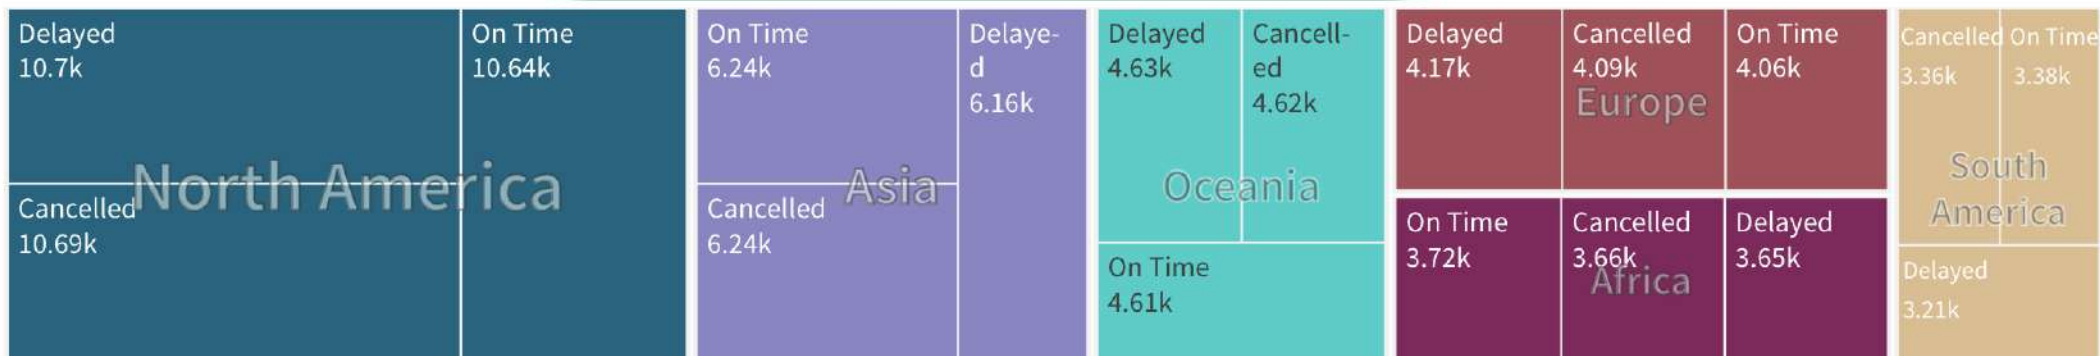 Delayed
10.7k
On Time
10.64k
Cancelled
10.69k
North America
On Time
6.24k
Delaye-
d
6.16k
Cancelled
6.24k
Asia
Delayed
4.63k
Cancell-
ed
4.62k
On Time
4.61k
Oceania
Delayed
4.17k
Cancelled
4.09k
On Time
4.06k
Europe
On Time
3.72k
Cancelled
3.66k
Delayed
3.65k
Africa
Cancelled
3.36k
On Time
3.38k
Delayed
3.21k
South
America